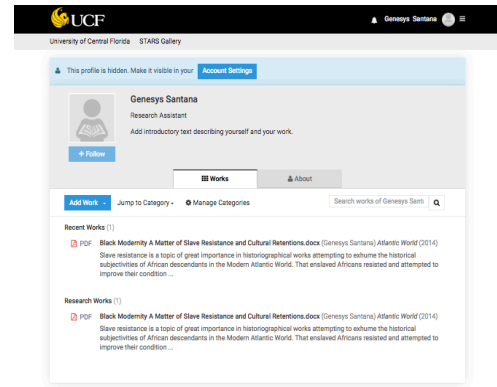 UCF
Genesys Santana
University of Central Florida STARS Gallery
This profile is hidden. Make it visible in your Account Settings
Genesys Santana
Research Assistant
Add introductory text describing yourself and your work.
+ Follow
Works About
Add Work Jump to Category Manage Categories Search works of Genesys Sant
Recent Works (1)
PDF Black Modernity A Matter of Slave Resistance and Cultural Retentions.docx (Genesys Santana) Atlantic World (2014)
Slave resistance is a topic of great importance in historiographical works attempting to exhume the historical
subjectivities of African descendants in the Modern Atlantic World. That enslaved Africans resisted and attempted to
improve their condition ...
Research Works (1)
PDF Black Modernity A Matter of Slave Resistance and Cultural Retentions.docx (Genesys Santana) Atlantic World (2014)
Slave resistance is a topic of great importance in historiographical works attempting to exhume the historical
subjectivities of African descendants in the Modern Atlantic World. That enslaved Africans resisted and attempted to
improve their condition ...